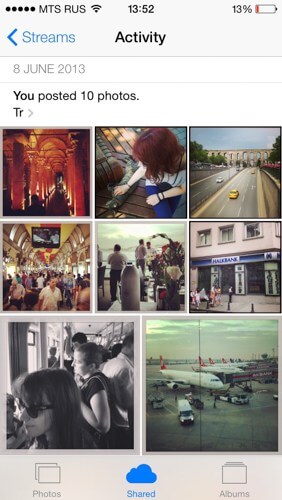 MTS RUS 13:52 13%
Streams Activity
8 JUNE 2013
You posted 10 photos.
Tr
HALKBANK
Photos Shared Albums